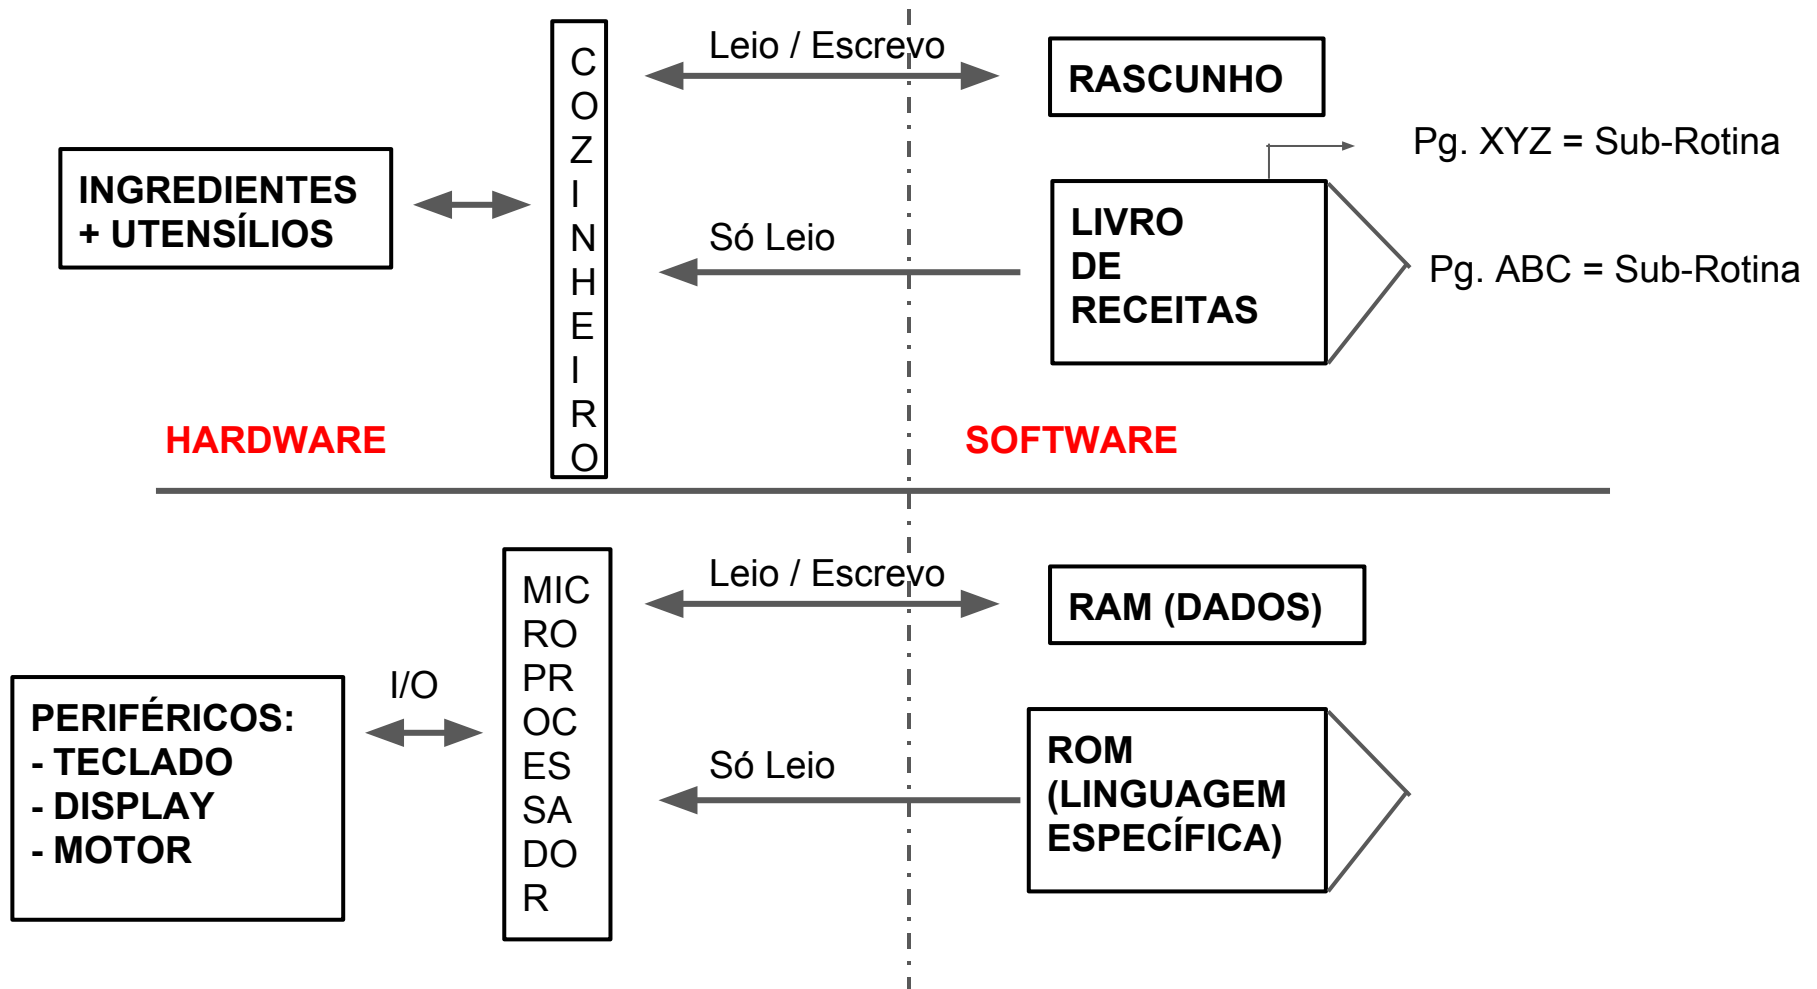 Leio / Escrevo
RASCUNHO
Pg. XYZ = Sub-Rotina
INGREDIENTES
+ UTENSÍLIOS
C
O
Z
I
N
H
E
I
R
O
Só Leio
LIVRO
DE
RECEITAS
Pg. ABC = Sub-Rotina
HARDWARE
SOFTWARE
Leio / Escrevo
RAM (DADOS)
PERIFÉRICOS:
- TECLADO
- DISPLAY
- MOTOR
I/O
MIC
RO
PR
OC
ES
SA
DO
R
Só Leio
ROM
(LINGUAGEM
ESPECÍFICA)